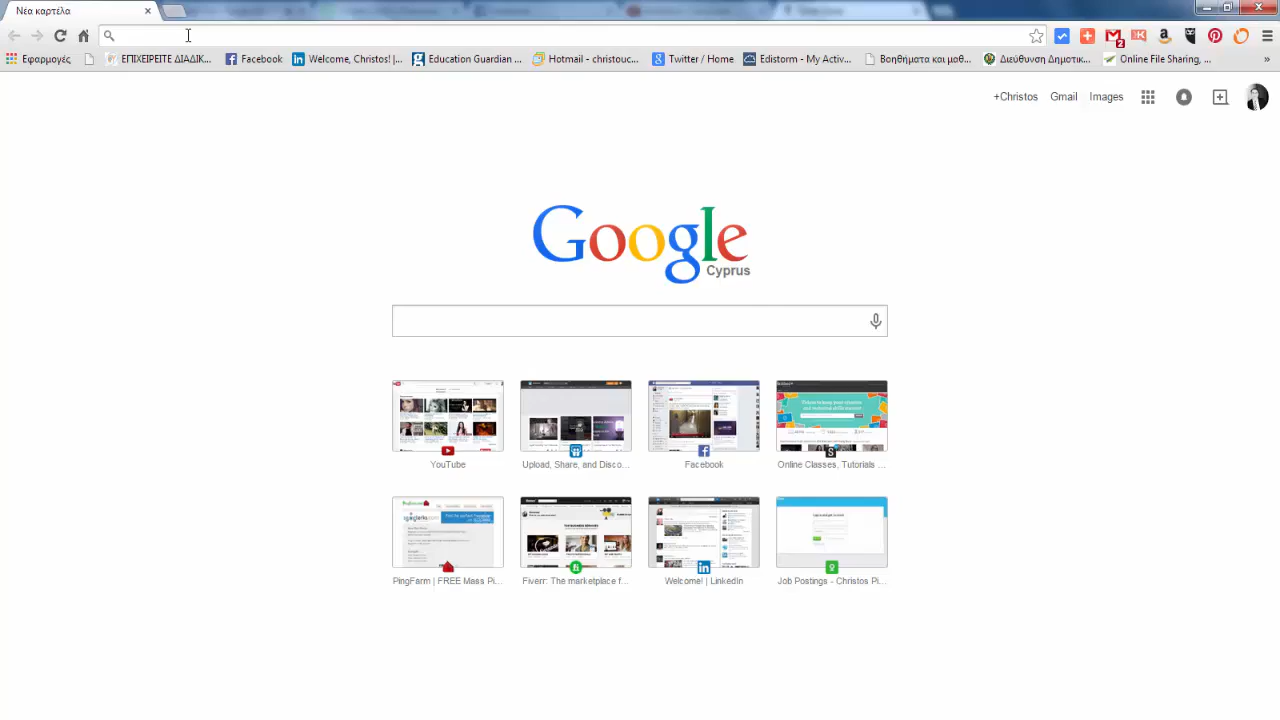 Νέα καρτέλα
Εφαρμογές ΕΠΙΧΕΙΡΕΙΤΕ ΔΙΑΔΙΚ... Facebook Welcome, Christos! |... Education Guardian ... Hotmail - christouc... Twitter / Home Edistorm - My Activ... Βοηθήματα και μαθ... Διεύθυνση Δημοτικ... Online File Sharing, ... »
+Christos Gmail Images
Google
Cyprus
YouTube Upload, Share, and Disco... Facebook Online Classes, Tutorials ...
PingFarm | FREE Mass Pi... Fiverr: The marketplace f... Welcome! | LinkedIn Job Postings - Christos Pi...